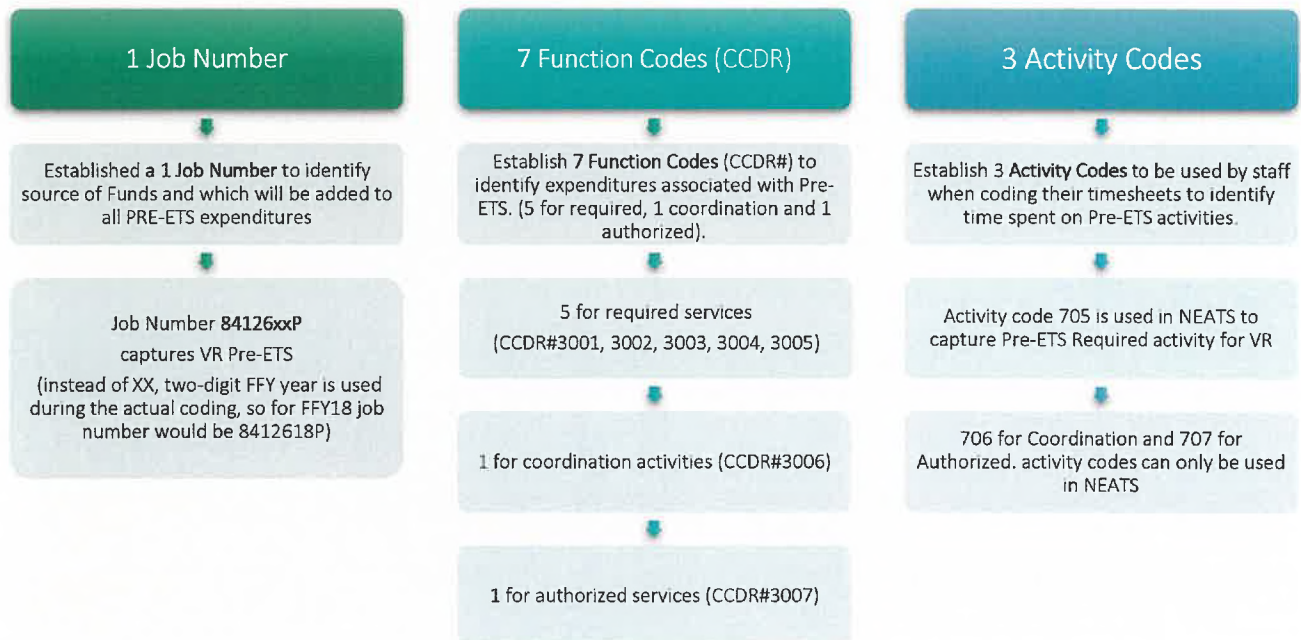 1 Job Number
Established a 1 Job Number to identify
source of Funds and which will be added to
all PRE-ETS expenditures
Job Number 84126xxP
captures VR Pre-ETS
(instead of XX, two-digit FFY year is used
during the actual coding, so for FFY18 job
number would be 8412618P)
7 Function Codes (CCDR)
Establish 7 Function Codes (CCDR#) to
identify expenditures associated with Pre-
ETS. (5 for required, 1 coordination and 1
authorized).
5 for required services
(CCDR#3001, 3002, 3003, 3004, 3005)
1 for coordination activities (CCDR#3006)
1 for authorized services (CCDR#3007)
3 Activity Codes
Establish 3 Activity Codes to be used by staff
when coding their timesheets to identify
time spent on Pre-ETS activities.
Activity code 705 is used in NEATS to
capture Pre-ETS Required activity for VR
706 for Coordination and 707 for
Authorized. activity codes can only be used
in NEATS